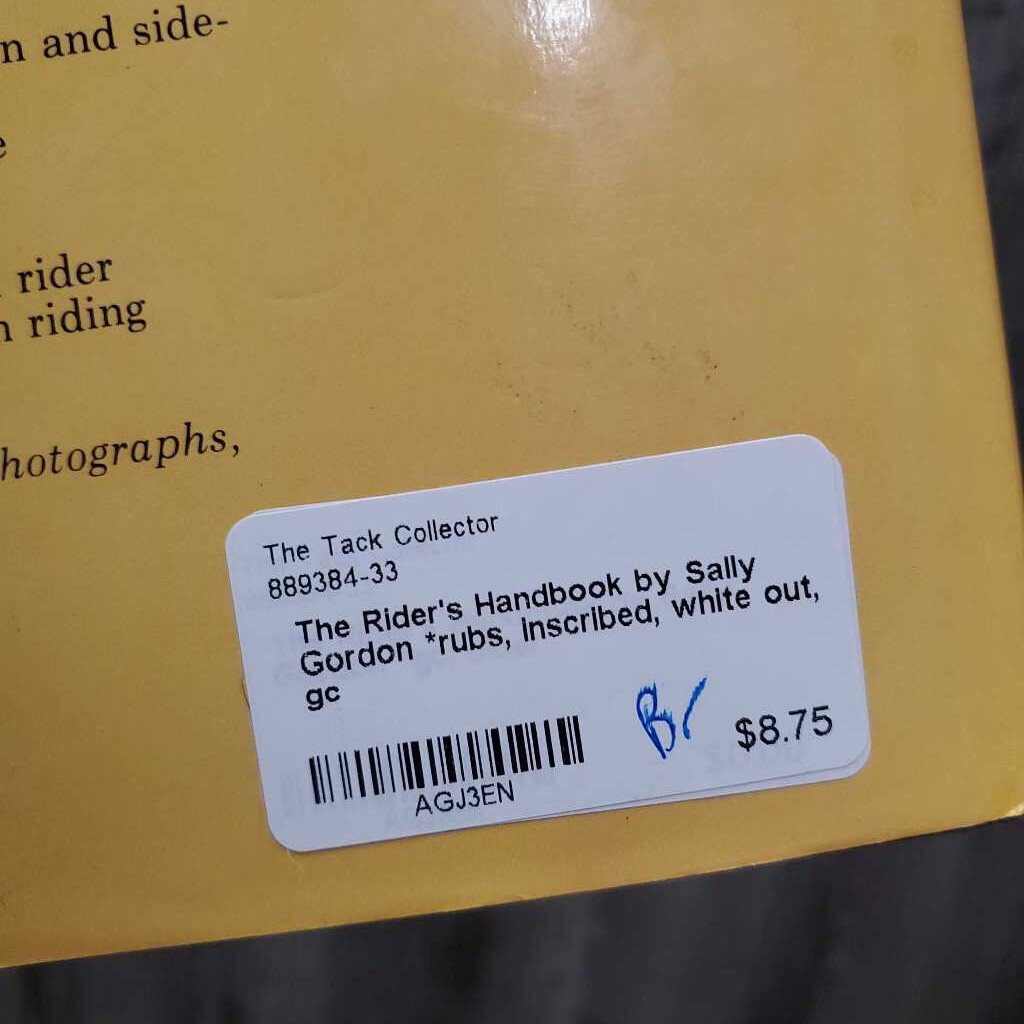 n and side-
e
rider
n riding
hotographs,
The Tack Collector
889384-33
The Rider's Handbook by Sally
Gordon *rubs, inscribed, white out,
gc
Br
$8.75
AGJ3EN